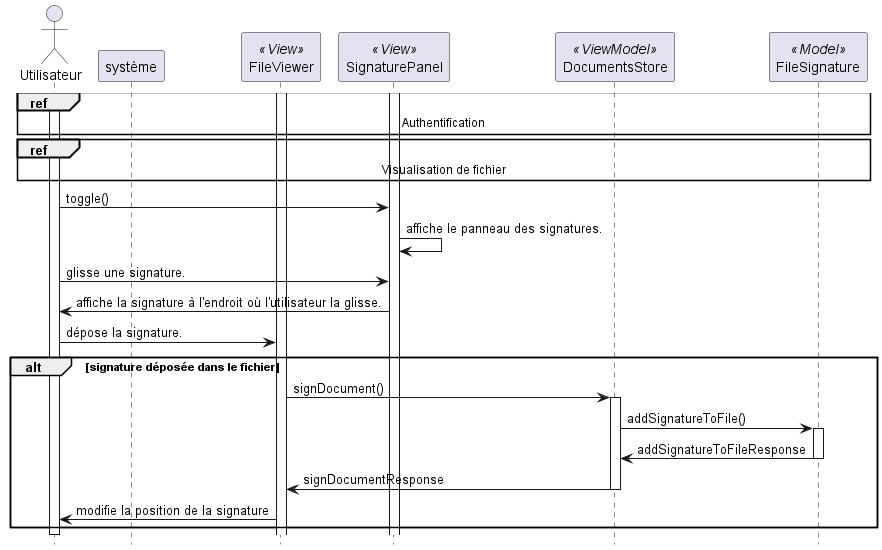 Utilisateur
système
« View»
FileViewer
« View»
SignaturePanel
« ViewModel»
DocumentsStore
« Model»
FileSignature
ref
Authentification
ref
Visualisation de fichier
toggle()
affiche le panneau des signatures.
glisse une signature.
affiche la signature à l'endroit où l'utilisateur la glisse.
dépose la signature.
alt [signature déposée dans le fichier]
signDocument()
addSignatureToFile()
addSignatureToFileResponse
signDocumentResponse
modifie la position de la signature